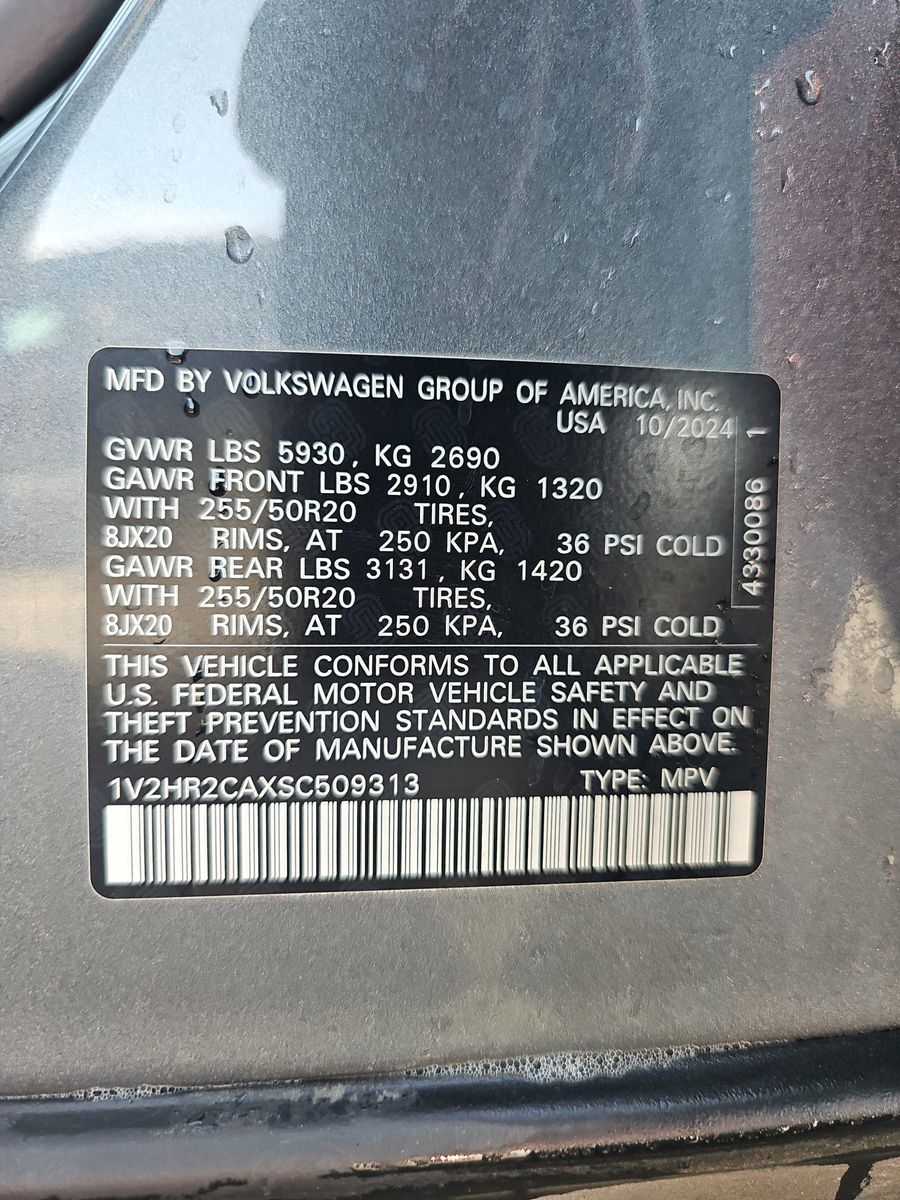 MFD BY VOLKSWAGEN GROUP OF AMERICA, INC.
USA 10/2024
GVWR LBS 5930, KG 2690
GAWR FRONT LBS 2910, KG 1320
WITH 255/50R20 TIRES,
8JX20 RIMS, AT 250 KPA, 36 PSI COLD
GAWR REAR LBS 3131, KG 1420
WITH 255/50R20 TIRES,
8JX20 RIMS, AT 250 KPA, 36 PSI COLD
4330086 1
THIS VEHICLE CONFORMS TO ALL APPLICABLE
U.S. FEDERAL MOTOR VEHICLE SAFETY AND
THEFT PREVENTION STANDARDS IN EFFECT ON
THE DATE OF MANUFACTURE SHOWN ABOVE.
1V2HR2CAXSC509313 TYPE: MPV